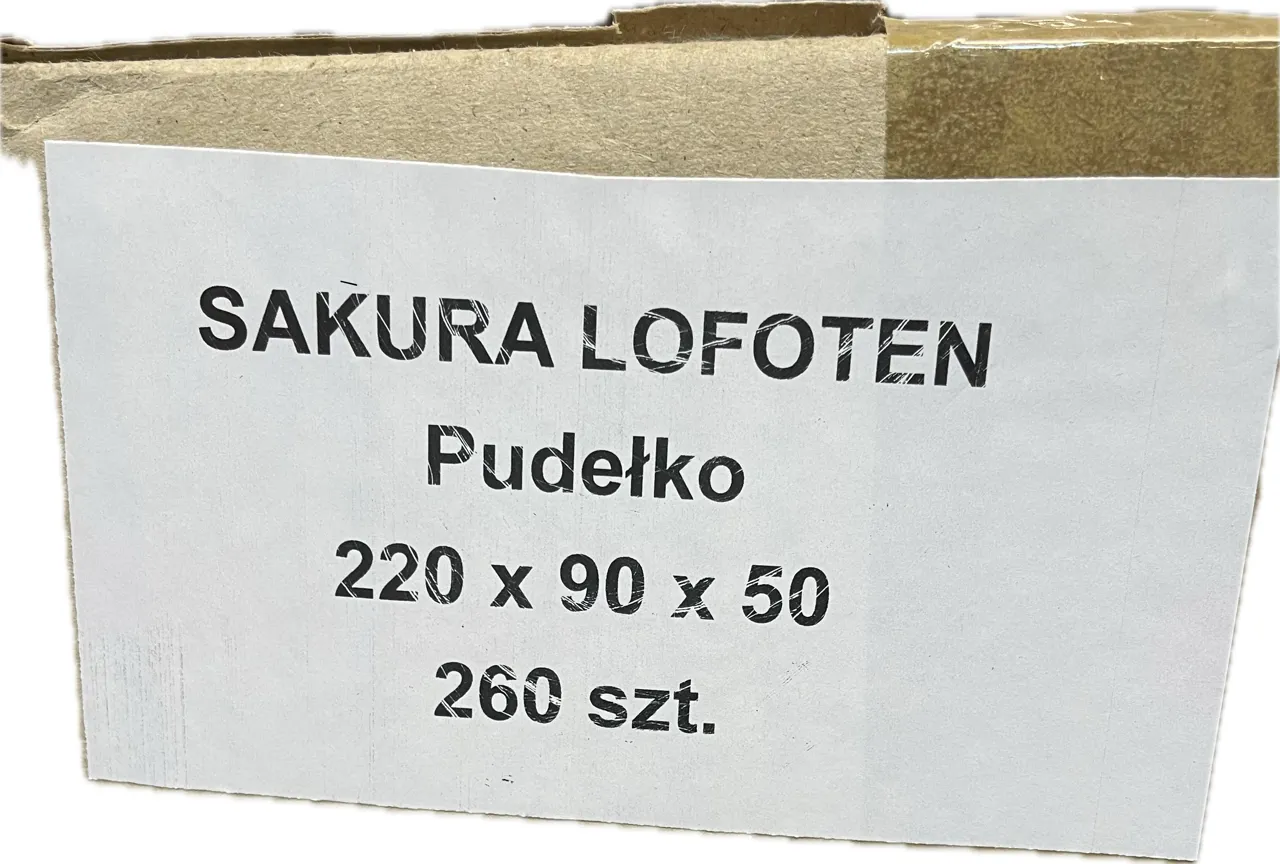 SAKURA LOFOTEN
Pudełko
220 x 90 x 50
260 szt.